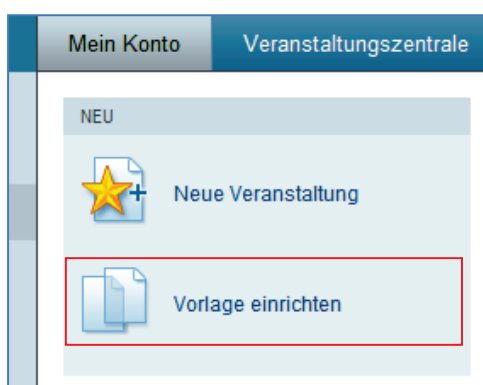 Mein Konto Veranstaltungszentrale
NEU
Neue Veranstaltung
Vorlage einrichten